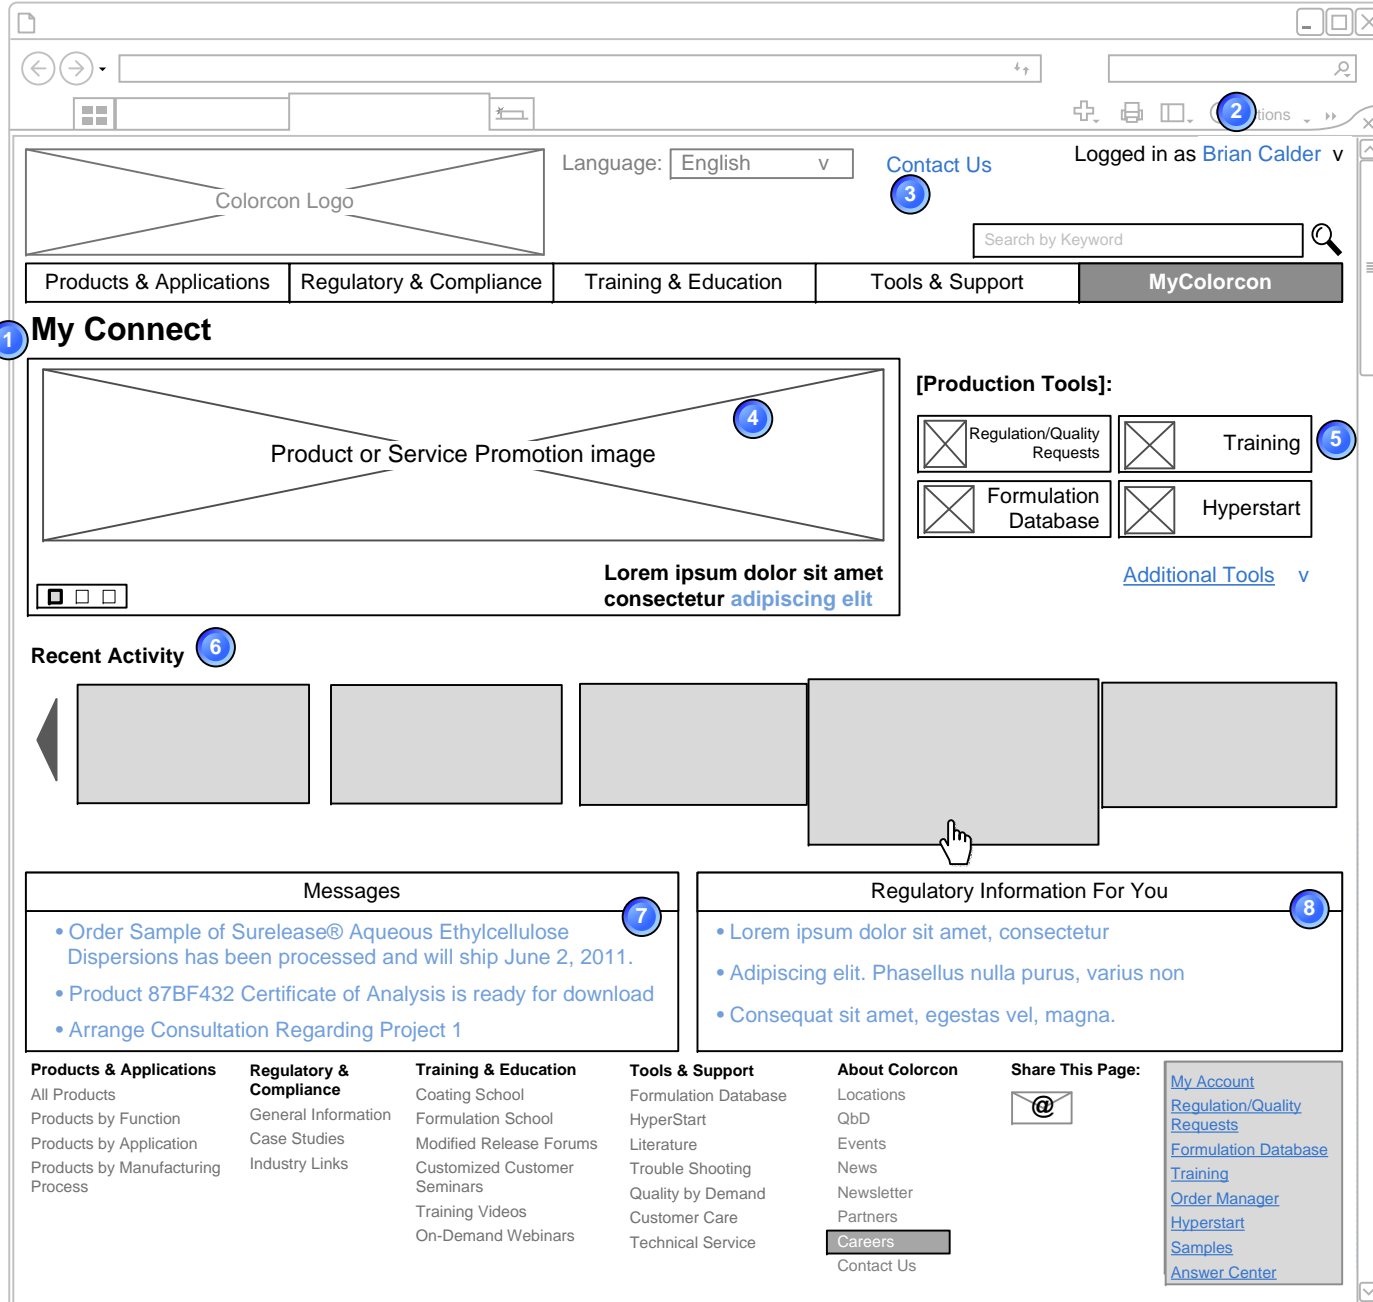 2
tions
Language: English v
Contact Us
Logged in as Brian Calder v
Colorcon Logo
3
Search by Keyword
Products & Applications
Regulatory & Compliance
Training & Education
Tools & Support
MyColorcon
1
My Connect
4
Product or Service Promotion image
Lorem ipsum dolor sit amet
consectetur adipiscing elit
[Production Tools]:
Regulation/Quality
Requests
Training
5
Formulation
Database
Hyperstart
Additional Tools v
Recent Activity
6
Messages
7
• Order Sample of Surelease® Aqueous Ethylcellulose
Dispersions has been processed and will ship June 2, 2011.
• Product 87BF432 Certificate of Analysis is ready for download
• Arrange Consultation Regarding Project 1
Regulatory Information For You
8
• Lorem ipsum dolor sit amet, consectetur
• Adipiscing elit. Phasellus nulla purus, varius non
• Consequat sit amet, egestas vel, magna.
Products & Applications
All Products
Products by Function
Products by Application
Products by Manufacturing
Process
Regulatory &
Compliance
General Information
Case Studies
Industry Links
Training & Education
Coating School
Formulation School
Modified Release Forums
Customized Customer
Seminars
Training Videos
On-Demand Webinars
Tools & Support
Formulation Database
HyperStart
Literature
Trouble Shooting
Quality by Demand
Customer Care
Technical Service
About Colorcon
Locations
QbD
Events
News
Newsletter
Partners
Careers
Contact Us
Share This Page:
@
My Account
Regulation/Quality
Requests
Formulation Database
Training
Order Manager
Hyperstart
Samples
Answer Center